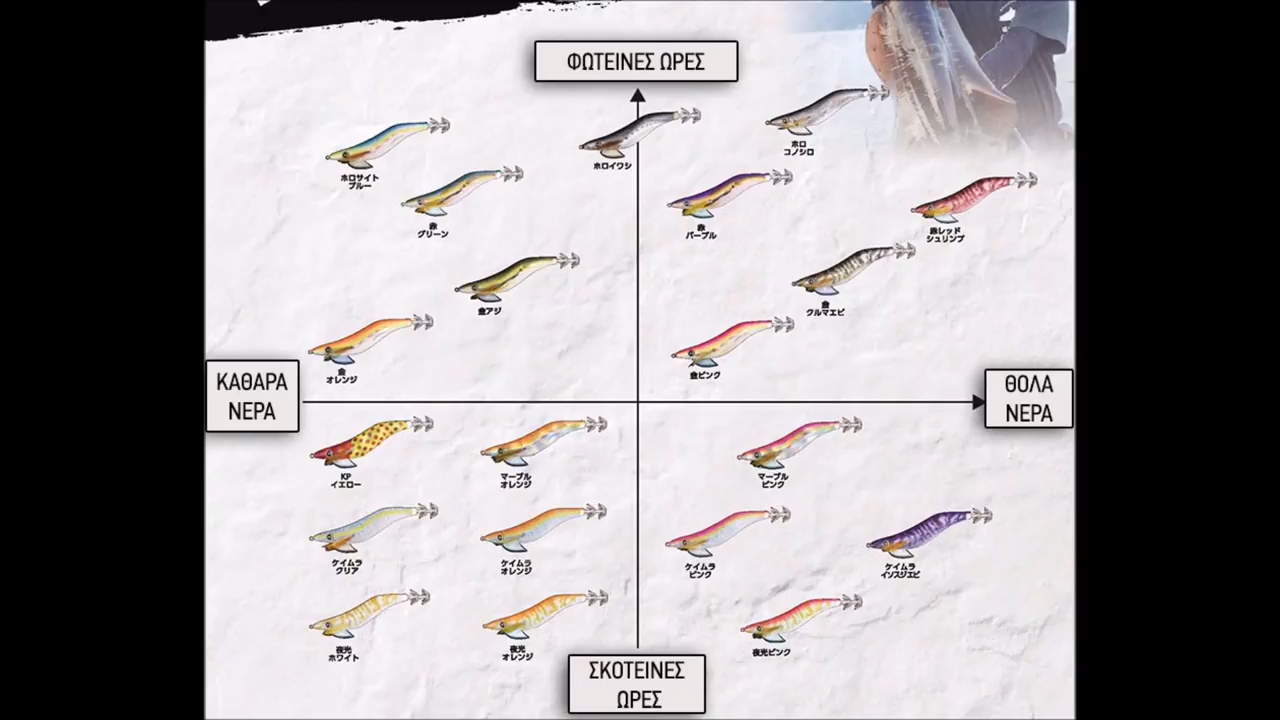 ΦΩΤΕΙΝΕΣ ΩΡΕΣ
ホロサイト
ブルー
ホロイワシ
ホロ
コノシロ
赤
グリーン
赤
パープル
赤レッド
シュリンプ
金アジ
金
クルマエビ
金
オレンジ
金ピンク
ΚΑΘΑΡΑ
ΝΕΡΑ
ΘΟΛΑ
ΝΕΡΑ
KP
イエロー
マーブル
オレンジ
マーブル
ピンク
ケイムラ
クリア
ケイムラ
オレンジ
ケイムラ
ピンク
ケイムラ
イソスジエビ
夜光
ホワイト
夜光
オレンジ
夜光ピンク
ΣΚΟΤΕΙΝΕΣ
ΩΡΕΣ